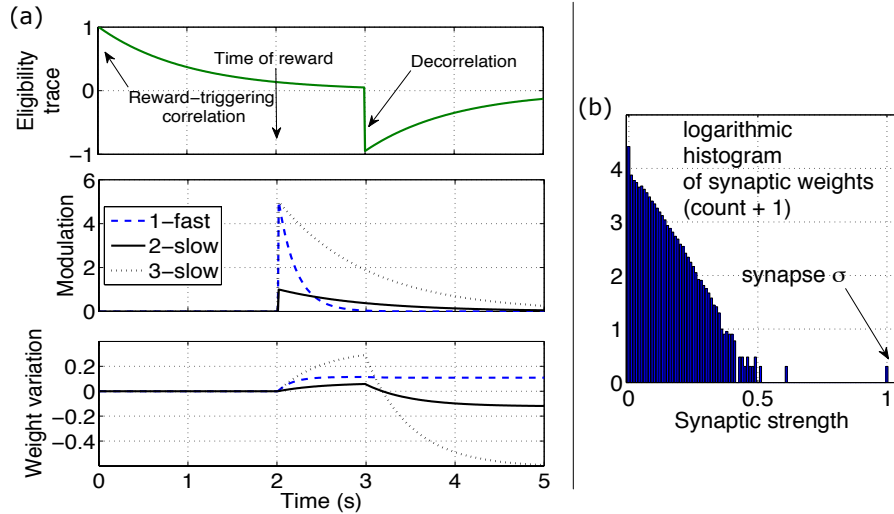 (a)
Eligibility
trace
1
0
−1
Time of reward
Decorrelation
Reward−triggering
correlation
Modulation
6
4
2
0
1−fast
2−slow
3−slow
Weight variation
0.2
0
−0.2
−0.4
0 1 2 3 4 5
Time (s)
(b)
5
4
3
2
1
0
logarithmic
histogram
of synaptic weights
(count + 1)
synapse σ
0 0.5 1
Synaptic strength